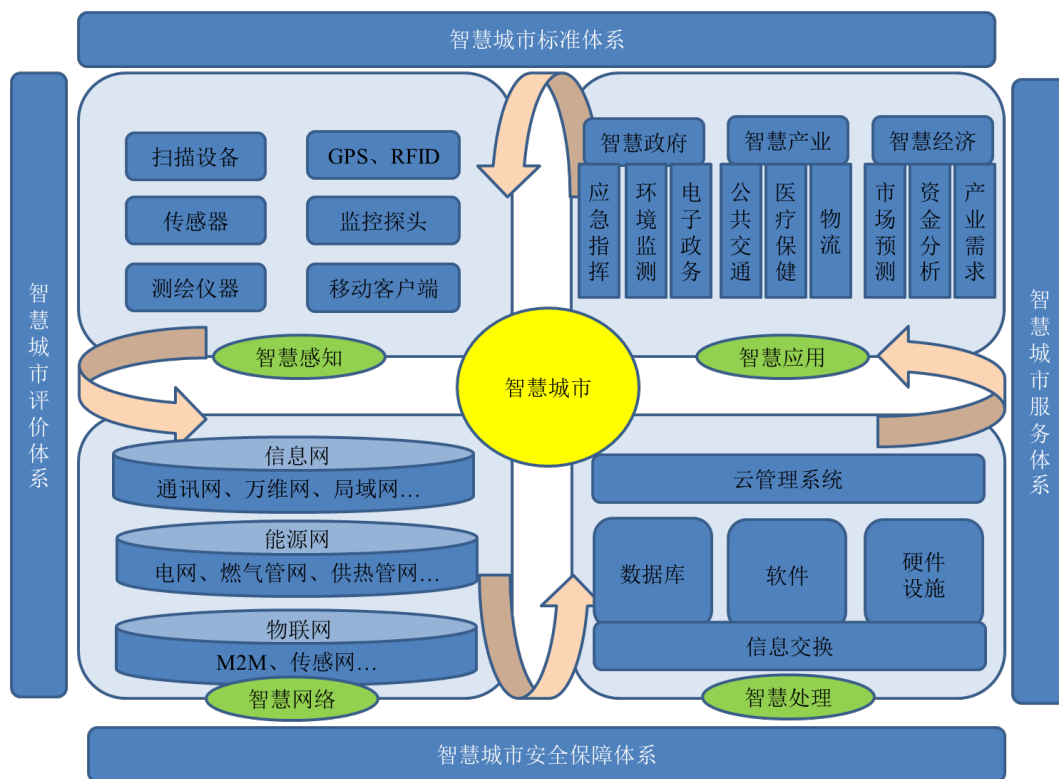 智慧城市标准体系
智慧城市评价体系
扫描设备
GPS、RFID
传感器
监控探头
测绘仪器
移动客户端
智慧感知
智慧政府
智慧产业
智慧经济
应急指挥
环境监测
电子政务
公共交通
医疗保健
物流
市场预测
资金分析
产业需求
智慧应用
智慧城市
信息网
通讯网、万维网、局域网…
能源网
电网、燃气管网、供热管网…
物联网
M2M、传感网…
智慧网络
云管理系统
数据库
软件
硬件
设施
信息交换
智慧处理
智慧城市服务体系
智慧城市安全保障体系